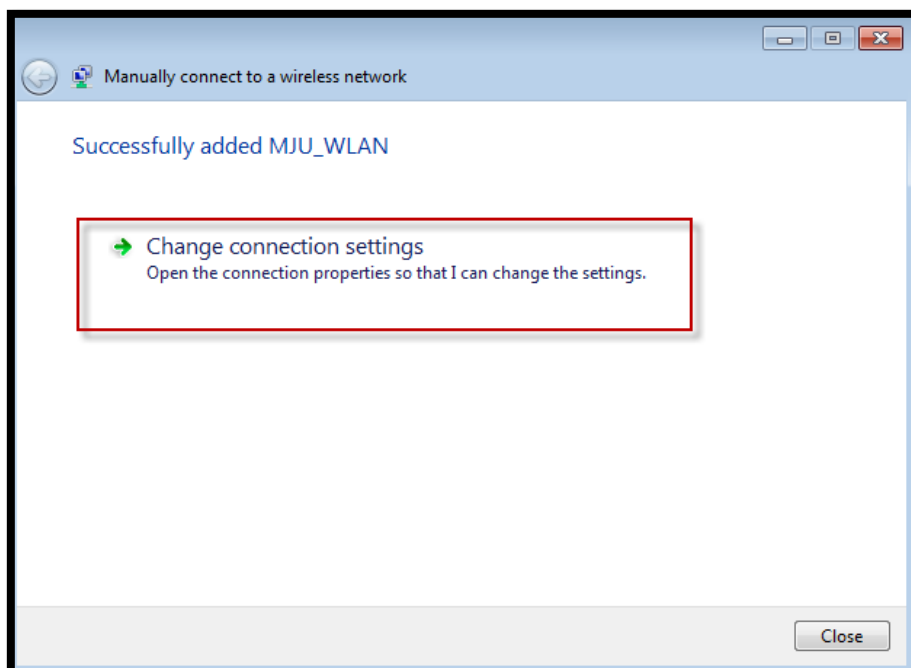 Manually connect to a wireless network
Successfully added MJU_WLAN
Change connection settings
Open the connection properties so that I can change the settings.
Close